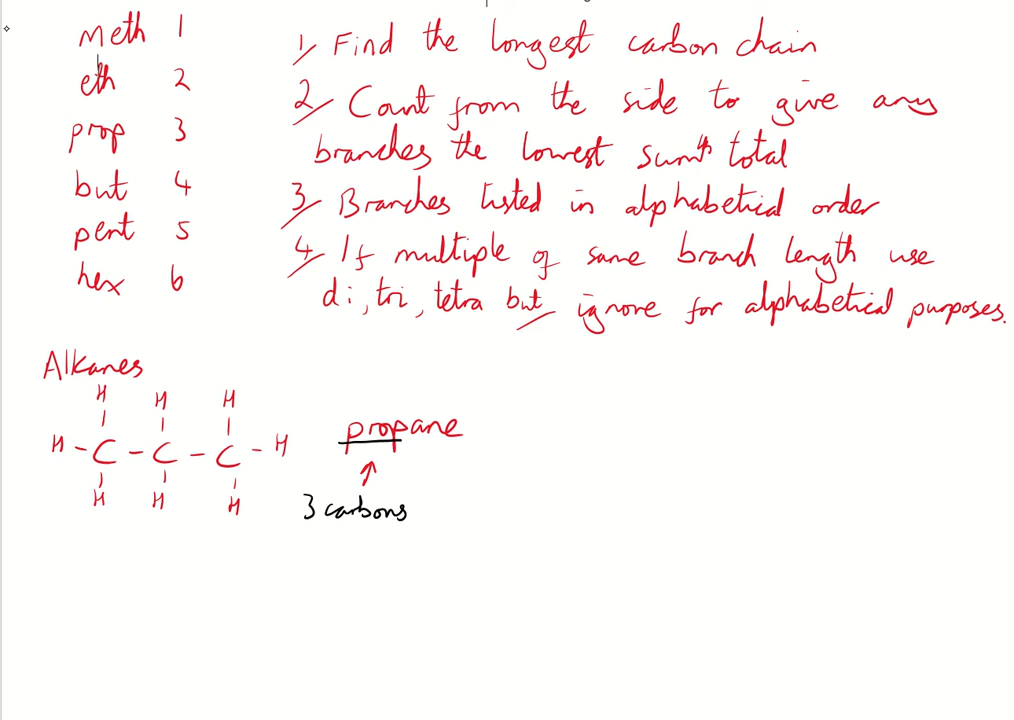 meth 1
eth 2
prop 3
but 4
pent 5
hex 6
1/ Find the longest carbon chain
2/ Count from the side to give any
branches the lowest sum total
3/ Branches listed in alphabetical order
4/ If multiple of same branch length use
di, tri, tetra but ignore for alphabetical purposes.
Alkanes
H H H
H - C - C - C - H
H H H
propane
↑
3 carbons